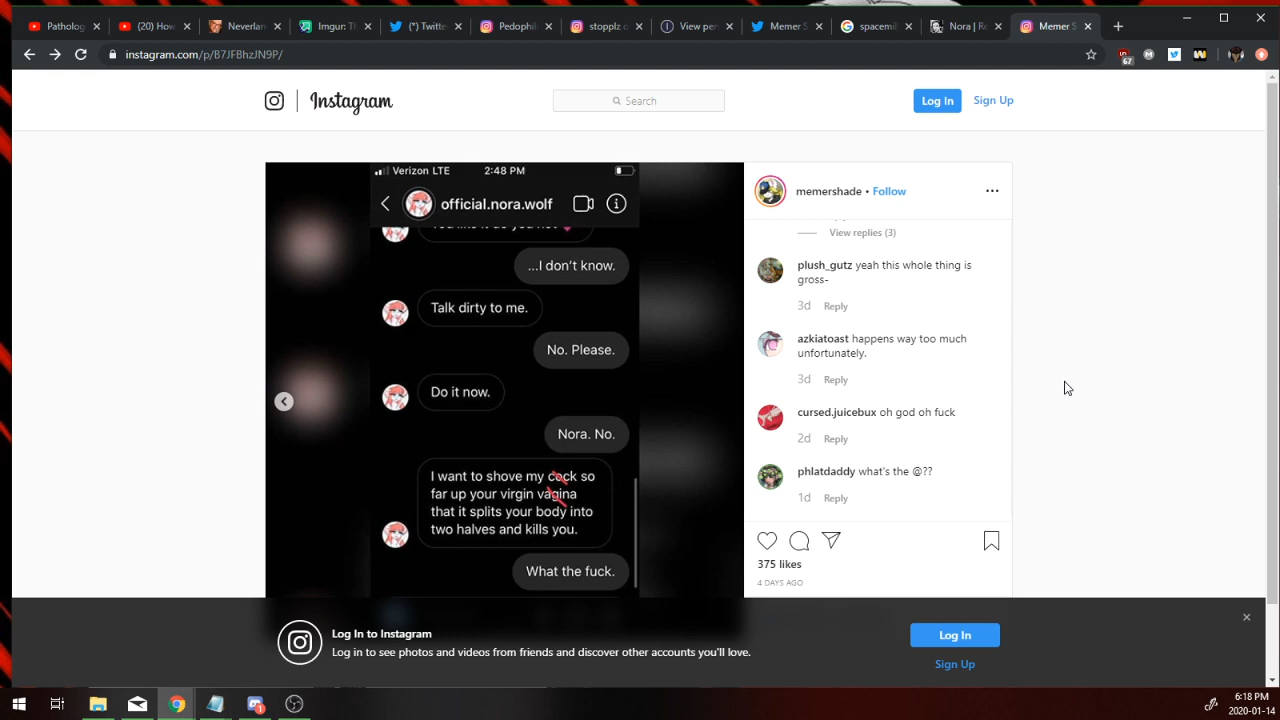 Patholog
(120) How
Neverlan
Imgur: Th
(*) Twitte
Pedophil
stopplz o
View per
Memer S
spacemil
Nora | Re
Memer S
instagram.com/p/B7JFBhzJN9P/
67
Instagram
Search
Log In
Sign Up
Verizon LTE
2:48 PM
official.nora.wolf
...I don't know.
Talk dirty to me.
No. Please.
Do it now.
Nora. No.
I want to shove my cock so
far up your virgin vagina
that it splits your body into
two halves and kills you.
What the fuck.
memershade • Follow
View replies (3)
plush_gutz yeah this whole thing is
gross-
3d Reply
azkiatoast happens way too much
unfortunately.
3d Reply
cursed.juicebux oh god oh fuck
2d Reply
phlatdaddy what's the @??
1d Reply
375 likes
4 DAYS AGO
Log In to Instagram
Log in to see photos and videos from friends and discover other accounts you'll love.
Log In
Sign Up
6:18 PM
2020-01-14